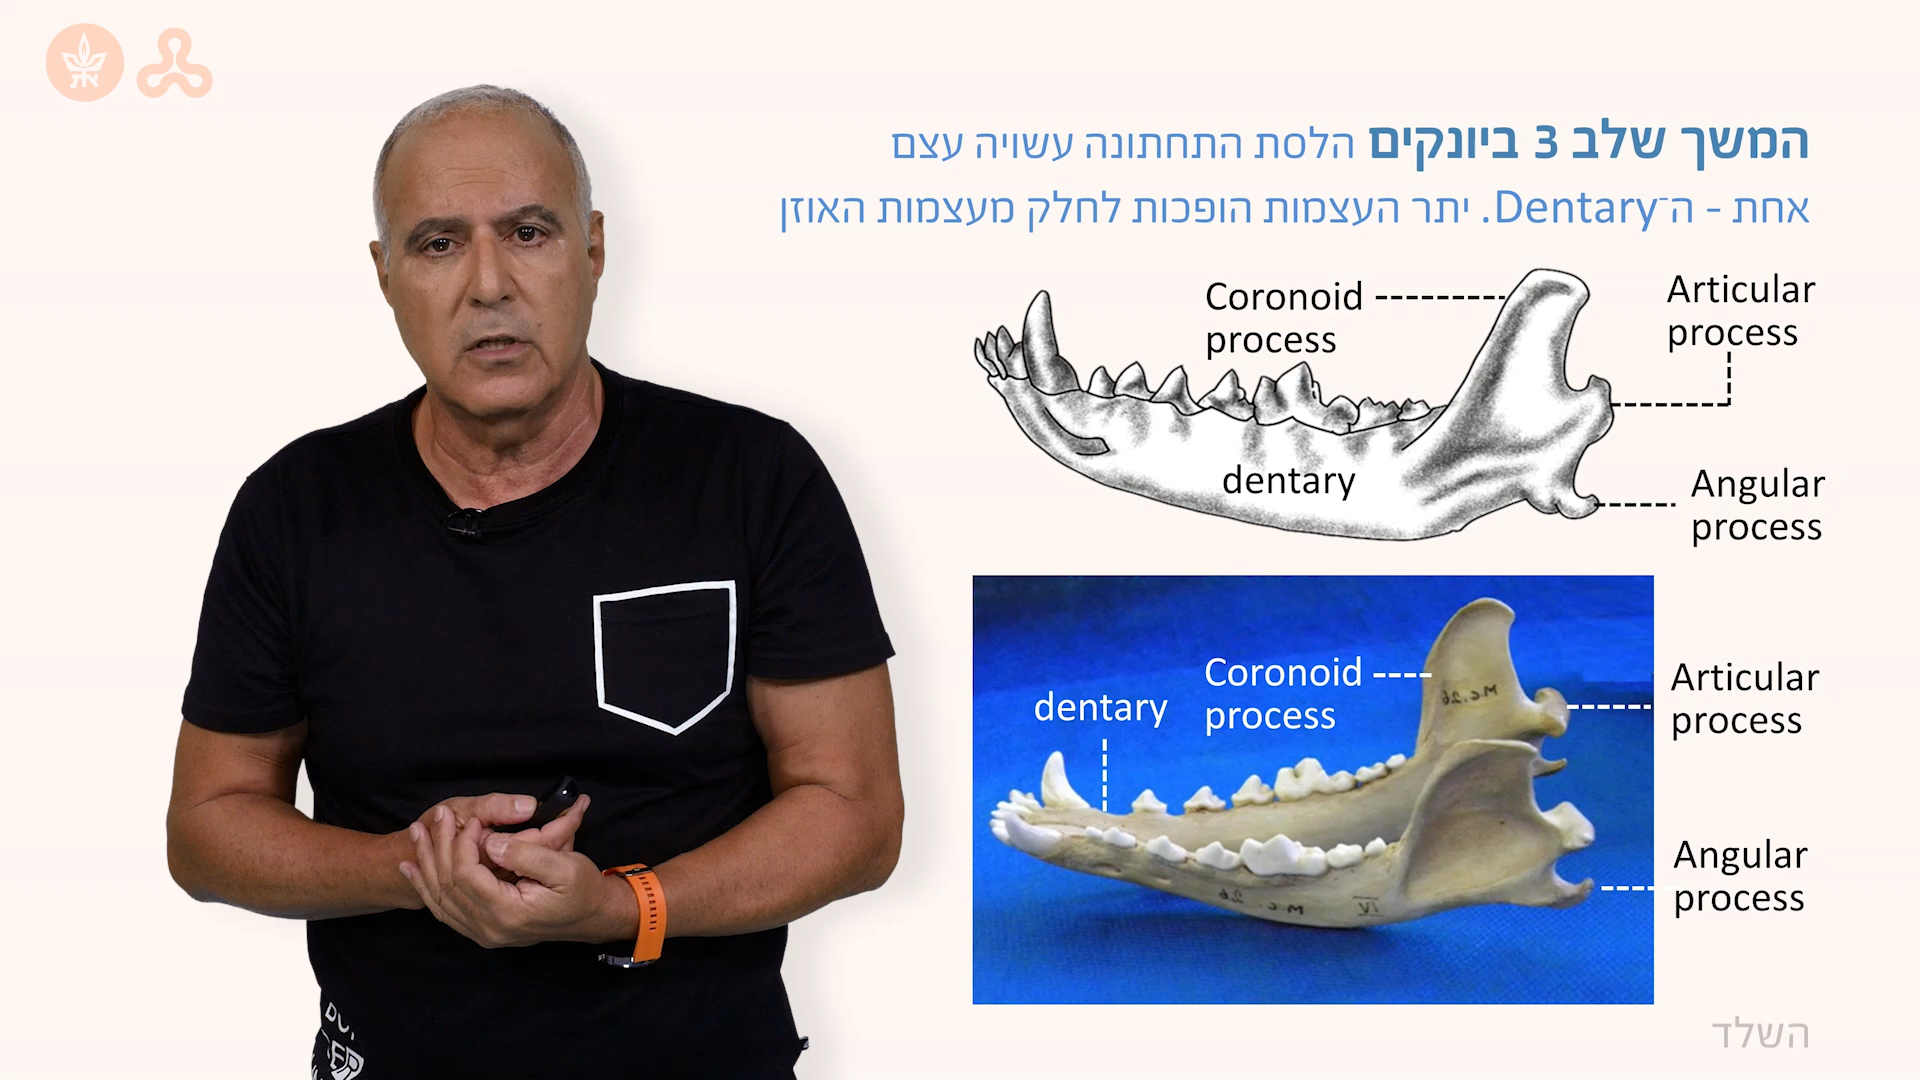 המשך שלב 3 ביונקים הלסת התחתונה עשויה עצם
אחת - ה־Dentary. יתר העצמות הופכות לחלק מעצמות האוזן
Coronoid
process
Articular
process
dentary
Angular
process
dentary
Coronoid
process
Articular
process
Angular
process
השלד